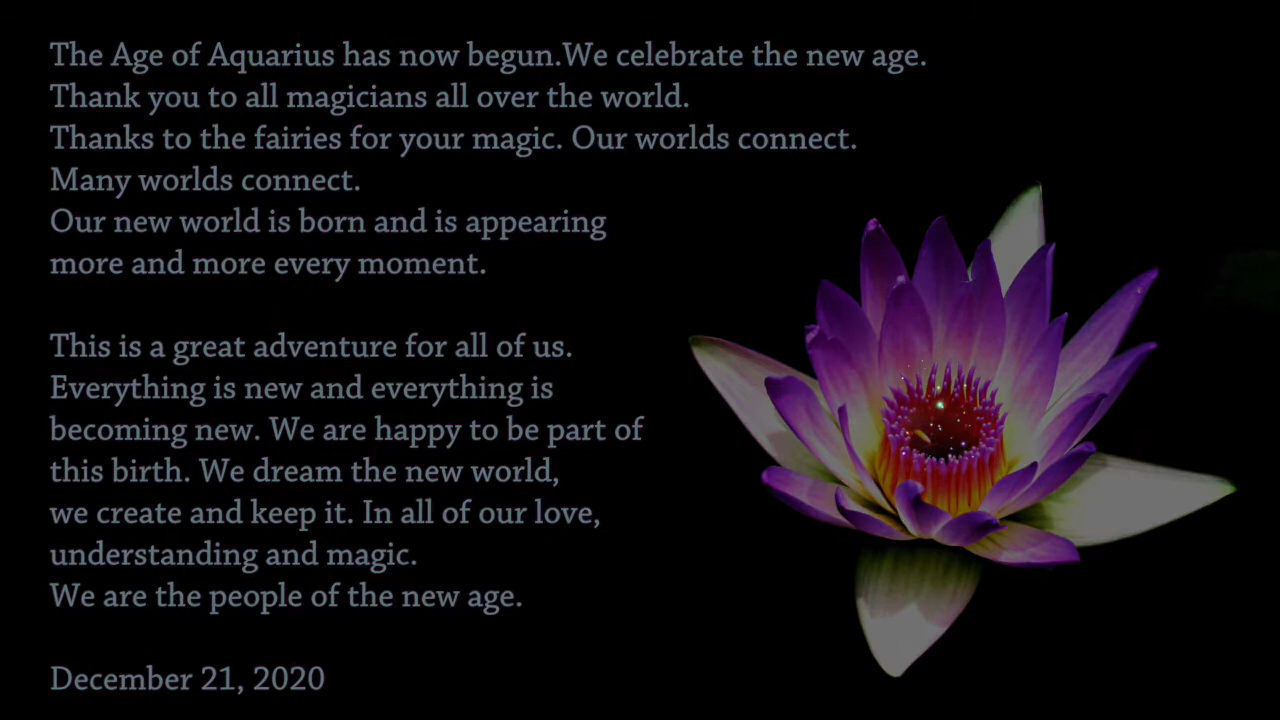 The Age of Aquarius has now begun.We celebrate the new age.
Thank you to all magicians all over the world.
Thanks to the fairies for your magic. Our worlds connect.
Many worlds connect.
Our new world is born and is appearing
more and more every moment.
This is a great adventure for all of us.
Everything is new and everything is
becoming new. We are happy to be part of
this birth. We dream the new world,
we create and keep it. In all of our love,
understanding and magic.
We are the people of the new age.
December 21, 2020